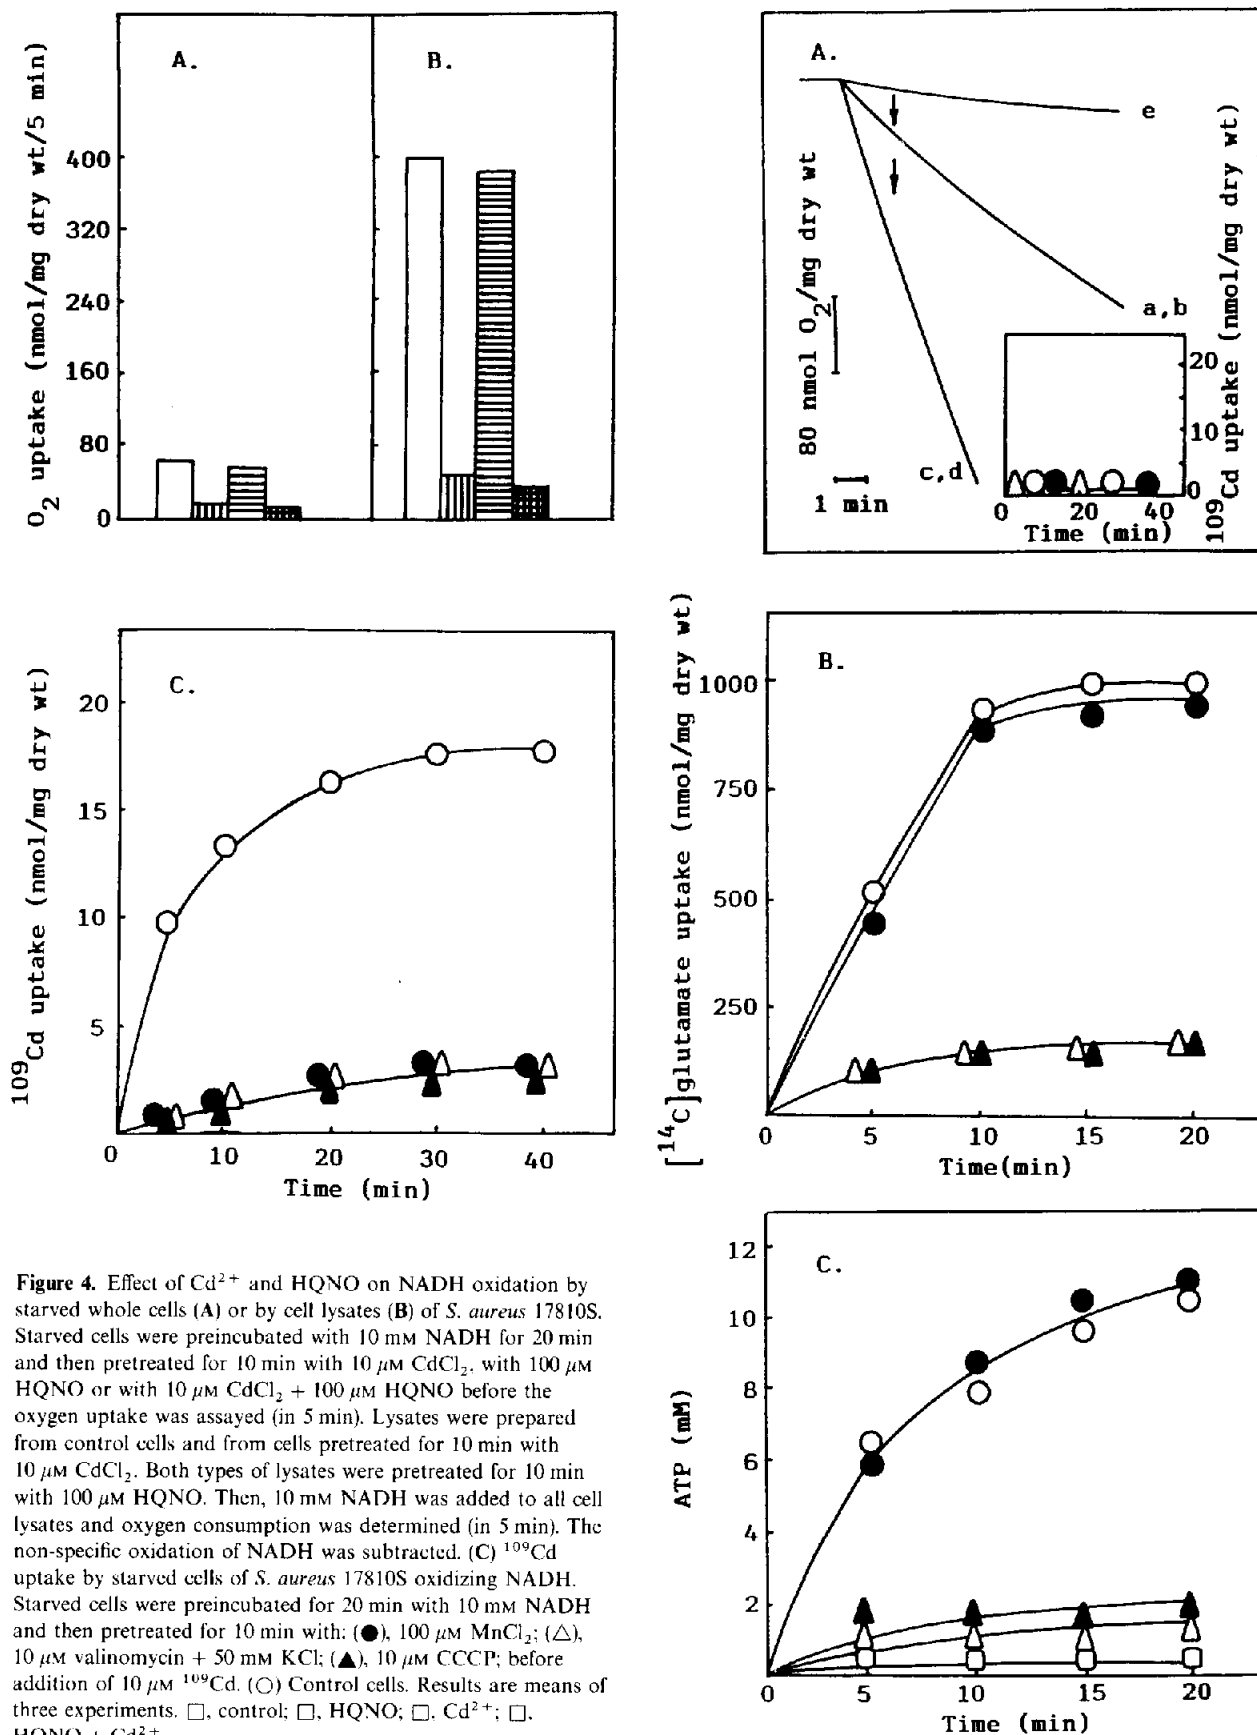 A.
B.
O2 uptake (nmol/mg dry wt/5 min)
400
320
240
160
80
0
C.
109Cd uptake (nmol/mg dry wt)
20
15
10
5
0 10 20 30 40
Time (min)
Figure 4. Effect of Cd2+ and HQNO on NADH oxidation by
starved whole cells (A) or by cell lysates (B) of S. aureus 17810S.
Starved cells were preincubated with 10 mM NADH for 20 min
and then pretreated for 10 min with 10 μM CdCl2, with 100 μM
HQNO or with 10 μM CdCl2 + 100 μM HQNO before the
oxygen uptake was assayed (in 5 min). Lysates were prepared
from control cells and from cells pretreated for 10 min with
10 μM CdCl2. Both types of lysates were pretreated for 10 min
with 100 μM HQNO. Then, 10 mM NADH was added to all cell
lysates and oxygen consumption was determined (in 5 min). The
non-specific oxidation of NADH was subtracted. (C) 109Cd
uptake by starved cells of S. aureus 17810S oxidizing NADH.
Starved cells were preincubated for 20 min with 10 mM NADH
and then pretreated for 10 min with: (●), 100 μM MnCl2; (△),
10 μM valinomycin + 50 mM KCl; (▲), 10 μM CCCP; before
addition of 10 μM 109Cd. (○) Control cells. Results are means of
three experiments. □, control; □, HQNO; □, Cd2+; □,
HQNO + Cd2+
A.
80 nmol O2/mg dry wt
1 min
e
a,b
c,d
109Cd uptake (nmol/mg dry wt)
20
10
0
0 20 40
Time (min)
B.
[14C]glutamate uptake (nmol/mg dry wt)
1000
750
500
250
0 5 10 15 20
Time(min)
C.
ATP (mM)
12
10
8
6
4
2
0 5 10 15 20
Time (min)